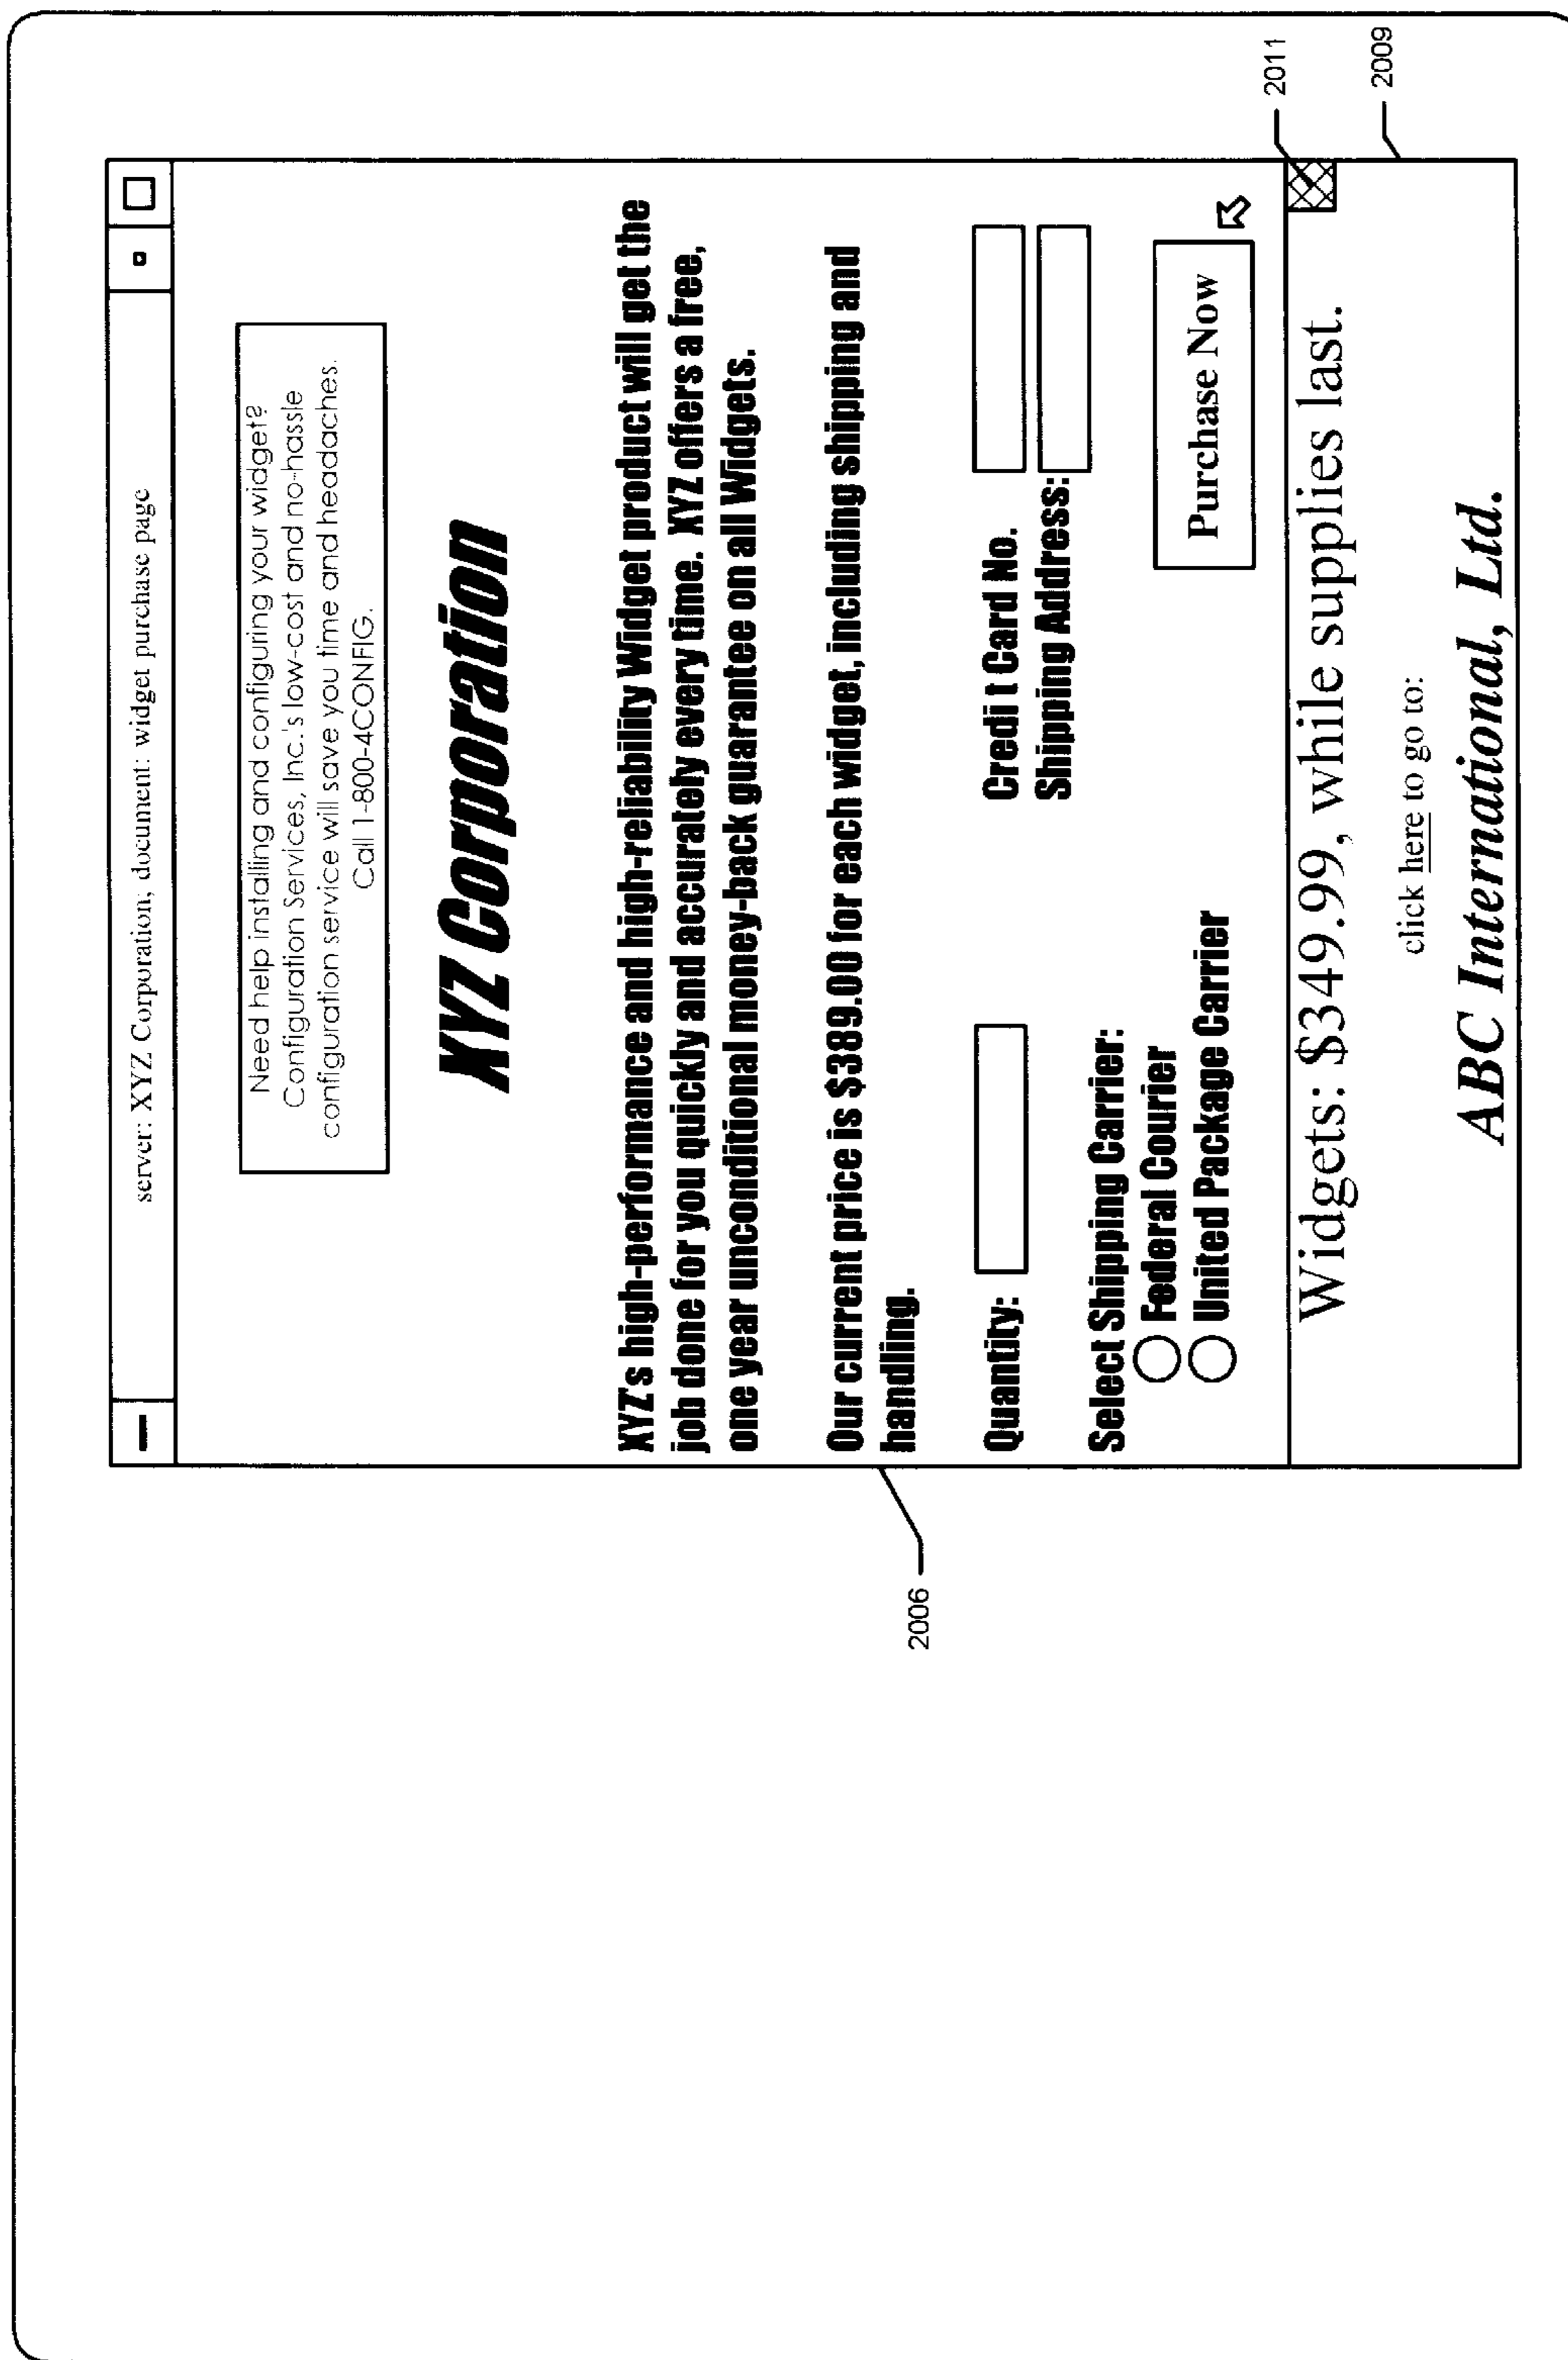 server: XYZ Corporation; document: widget purchase page
Need help installing and configuring your widget?
Configuration Services, Inc.'s low-cost and no-hassle
configuration service will save you time and headaches.
Call 1-800-4CONFIG.
XYZ Corporation
XYZ's high-performance and high-reliability Widget product will get the
job done for you quickly and accurately every time. XYZ offers a free,
one year unconditional money-back guarantee on all Widgets.
Our current price is $389.00 for each widget, including shipping and
handling.
Quantity:
Credi t Card No.
Shipping Address:
Select Shipping Carrier:
Federal Courier
United Package Carrier
Purchase Now
Widgets: $349.99, while supplies last.
click here to go to:
ABC International, Ltd.
2006
2011
2009